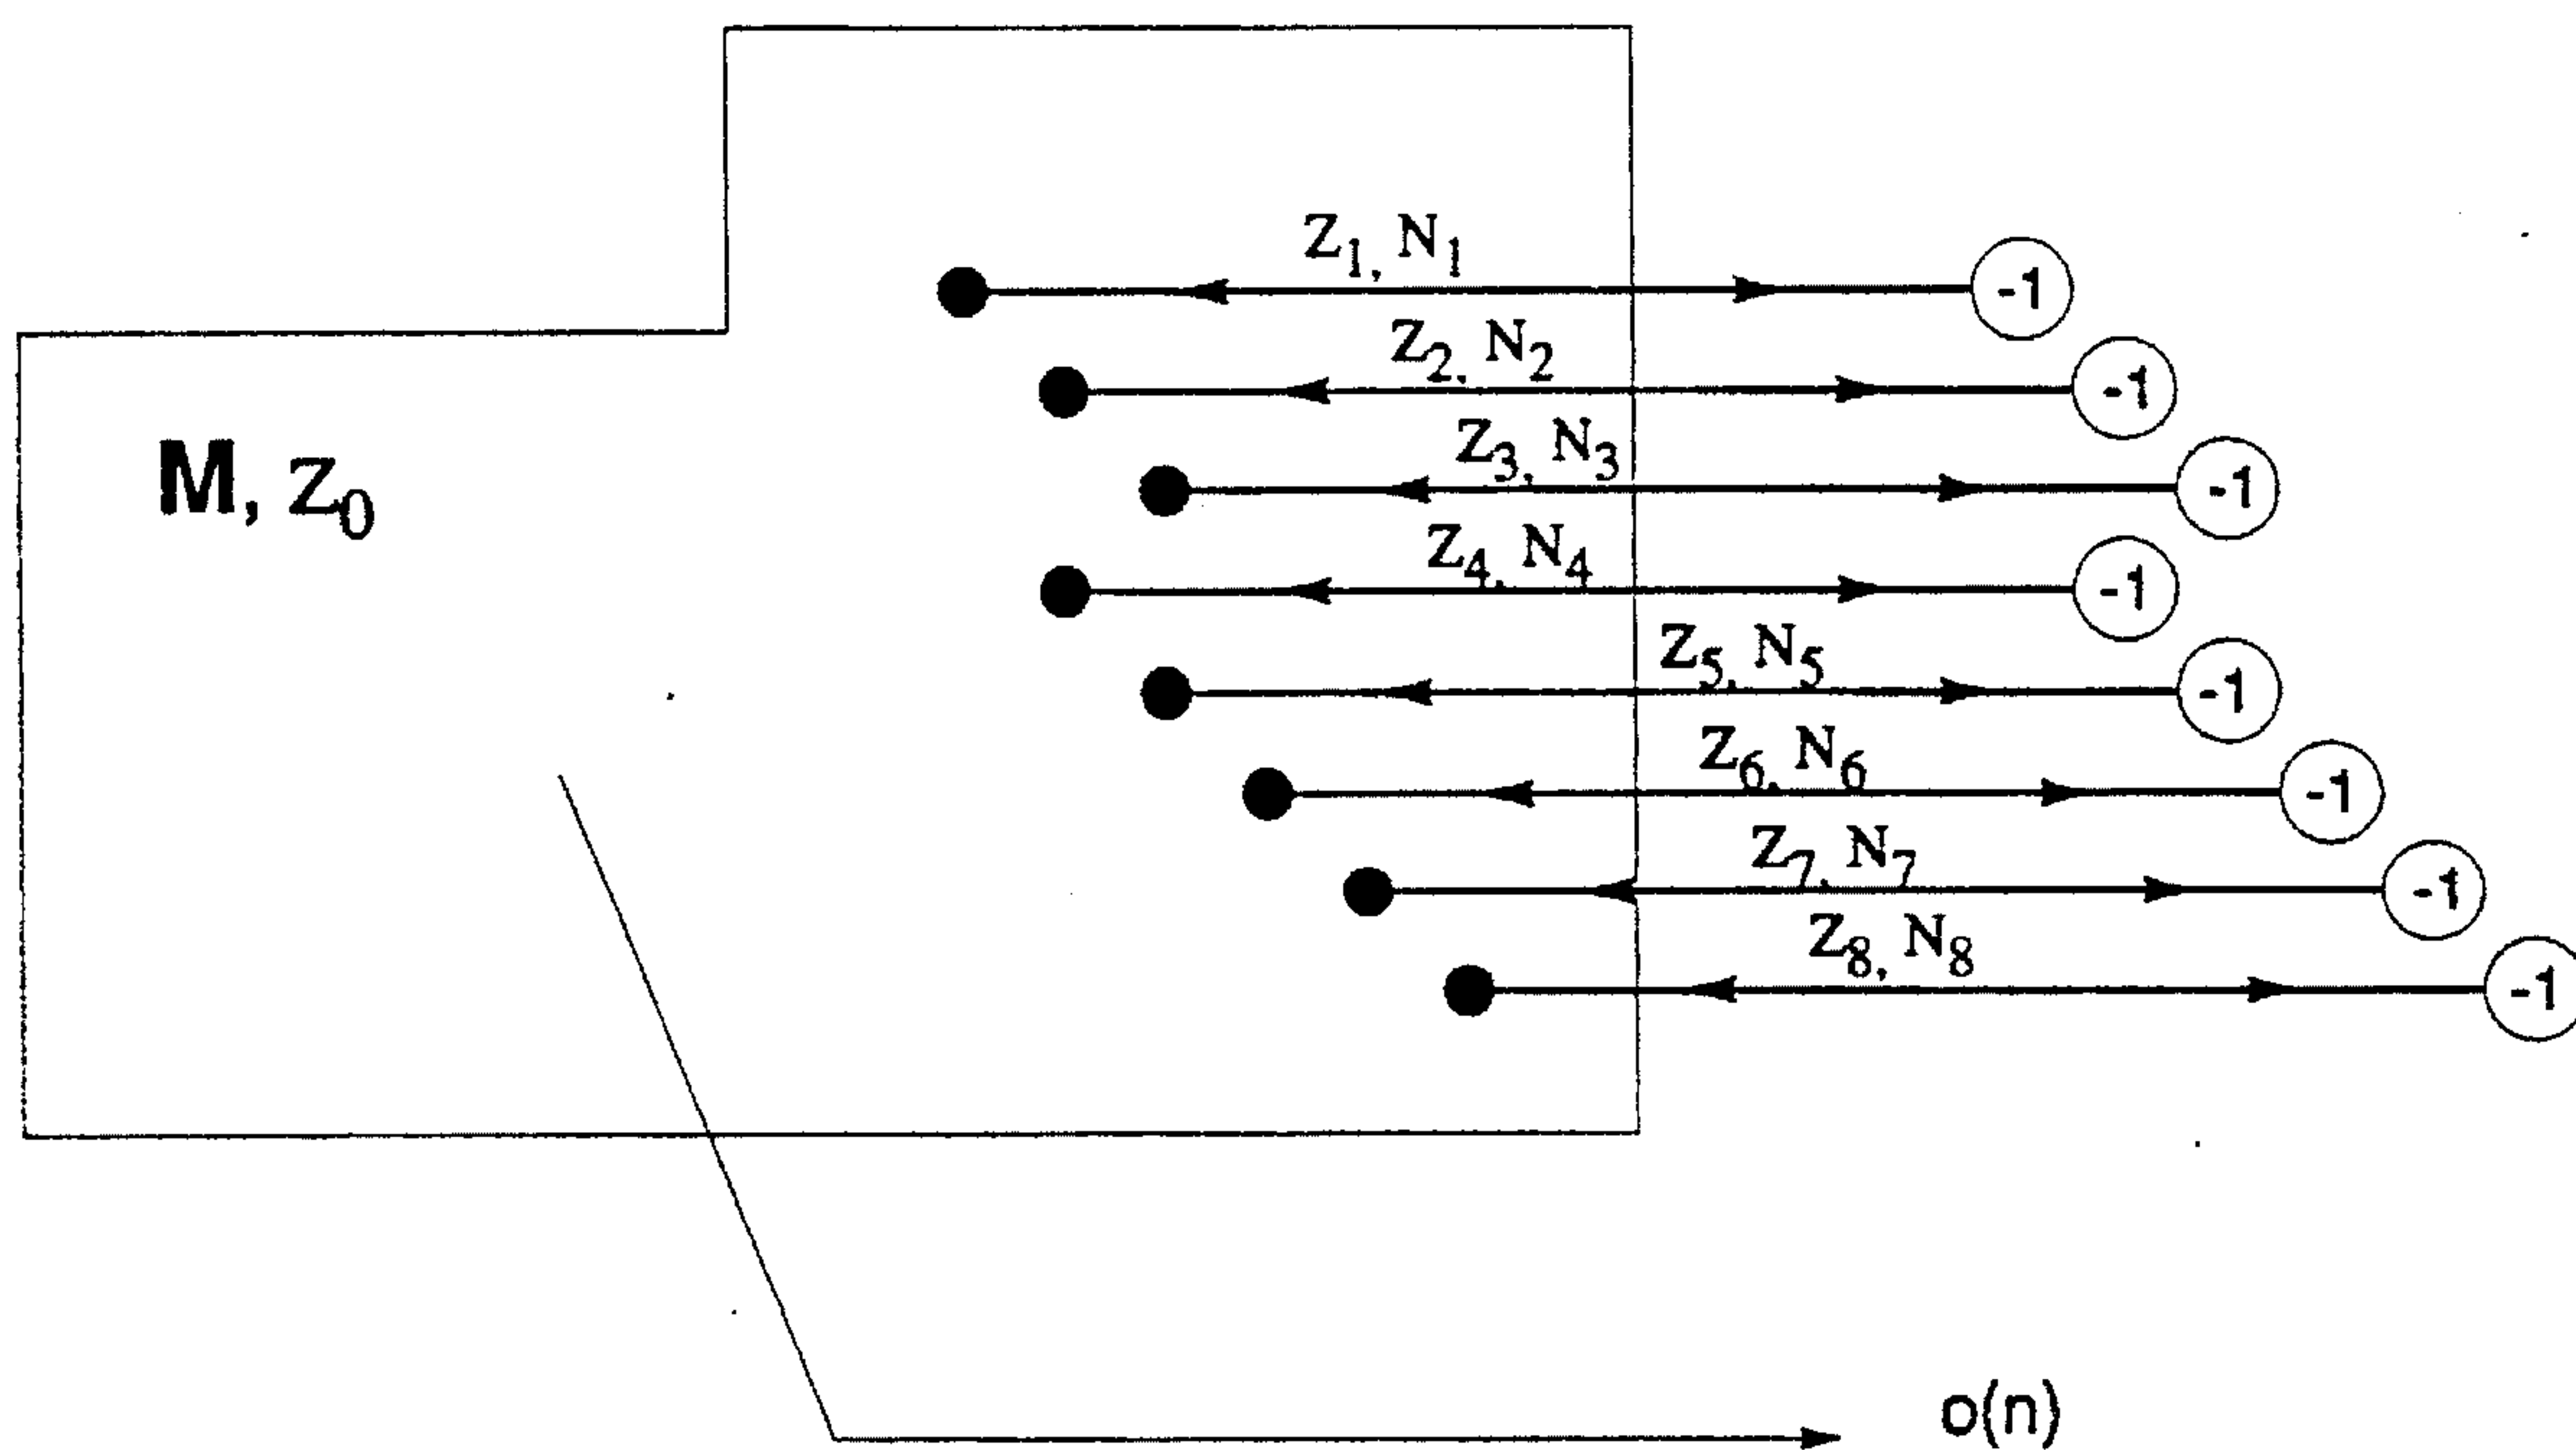 Z1, N1
-1
Z2, N2
-1
Z3, N3
-1
M, Z0
Z4, N4
-1
Z5, N5
-1
Z6, N6
-1
Z7, N7
-1
Z8, N8
-1
o(n)